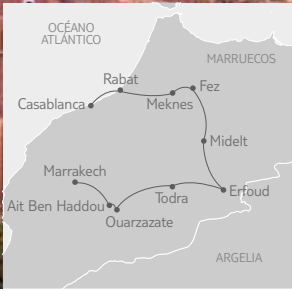 OCÉANO
ATLÁNTICO
MARRUECOS
Rabat
Fez
Casablanca
Meknes
Midelt
Marrakech
Erfoud
Ait Ben Haddou
Todra
Ouarzazate
ARGELIA